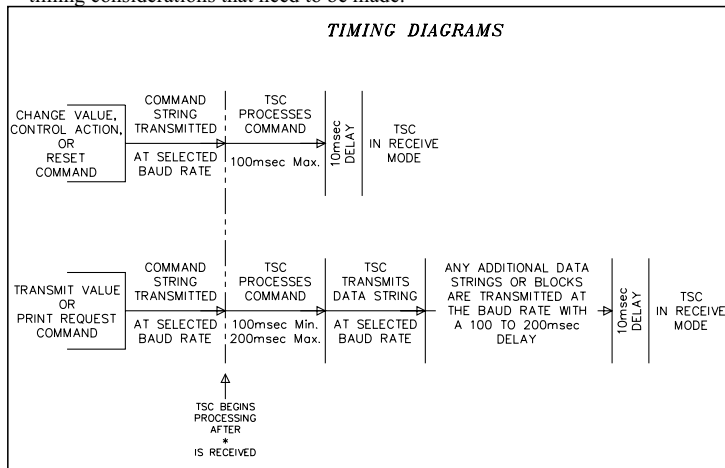 timing considerations that need to be made.
TIMING DIAGRAMS
CHANGE VALUE,
CONTROL ACTION,
OR
RESET
COMMAND
COMMAND
STRING
TRANSMITTED
AT SELECTED
BAUD RATE
TSC
PROCESSES
COMMAND
100msec Max.
10msec
DELAY
TSC
IN RECEIVE
MODE
TRANSMIT VALUE
OR
PRINT REQUEST
COMMAND
COMMAND
STRING
TRANSMITTED
AT SELECTED
BAUD RATE
TSC
PROCESSES
COMMAND
100msec Min.
200msec Max.
TSC
TRANSMITS
DATA STRING
AT SELECTED
BAUD RATE
ANY ADDITIONAL DATA
STRINGS OR BLOCKS
ARE TRANSMITTED AT
THE BAUD RATE WITH
A 100 TO 200msec
DELAY
10msec
DELAY
TSC
IN RECEIVE
MODE
TSC BEGINS
PROCESSING
AFTER
*
IS RECEIVED